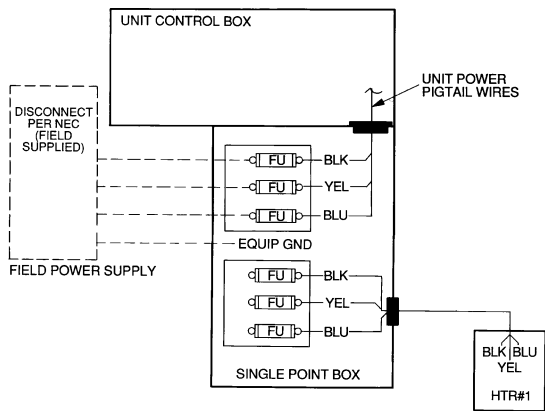 UNIT CONTROL BOX
UNIT POWER
PIGTAIL WIRES
DISCONNECT
PER NEC
(FIELD
SUPPLIED)
FU BLK
FU YEL
FU BLU
EQUIP GND
FIELD POWER SUPPLY
FU BLK
FU YEL
FU BLU
SINGLE POINT BOX
BLK BLU
YEL
HTR#1